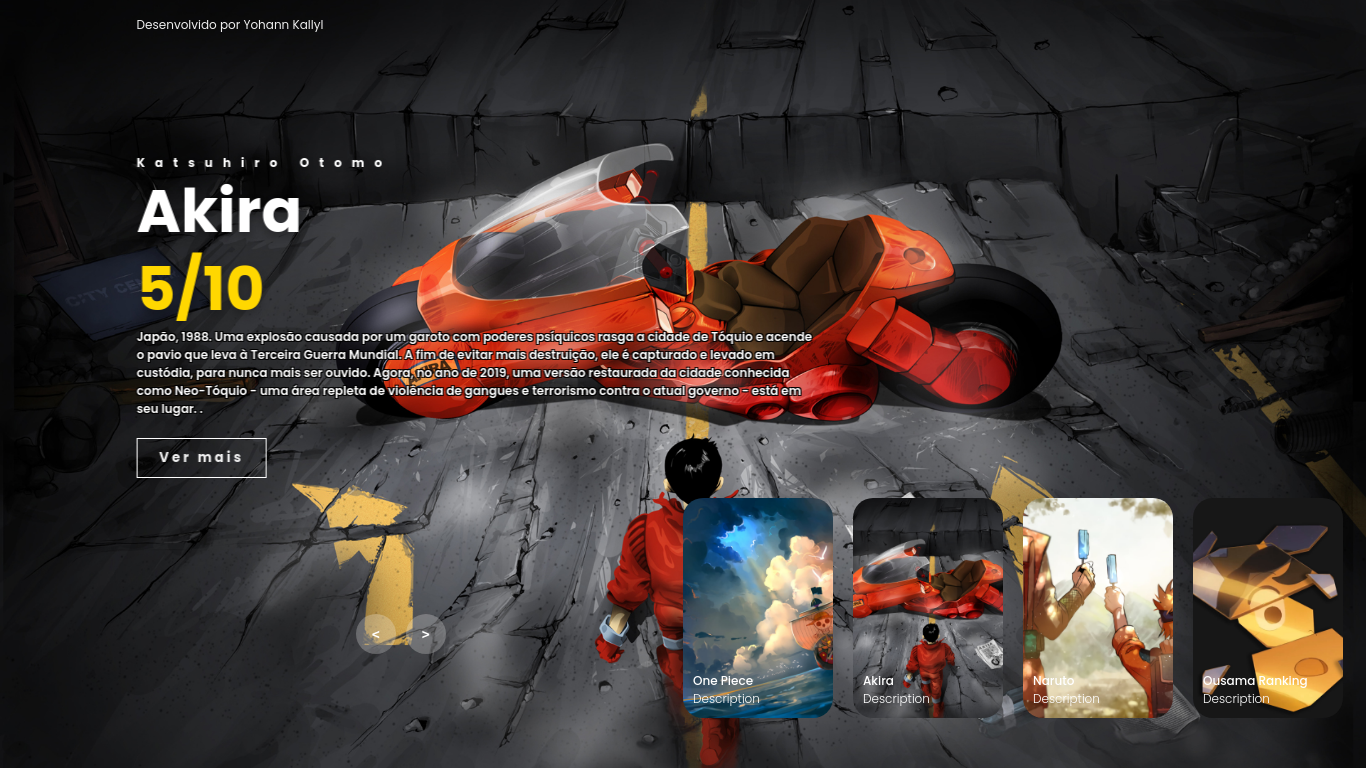 Desenvolvido por Yohann Kallyl
Katsuhiro Otomo
Akira
5/10
Japão, 1988. Uma explosão causada por um garoto com poderes psíquicos rasga a cidade de Tóquio e acende
o pavio que leva à Terceira Guerra Mundial. A fim de evitar mais destruição, ele é capturado e levado em
custódia, para nunca mais ser ouvido. Agora, no ano de 2019, uma versão restaurada da cidade conhecida
como Neo-Tóquio - uma área repleta de violência de gangues e terrorismo contra o atual governo - está em
seu lugar. .
Ver mais
< >
One Piece
Description
Akira
Description
Naruto
Description
Ousama Ranking
Description